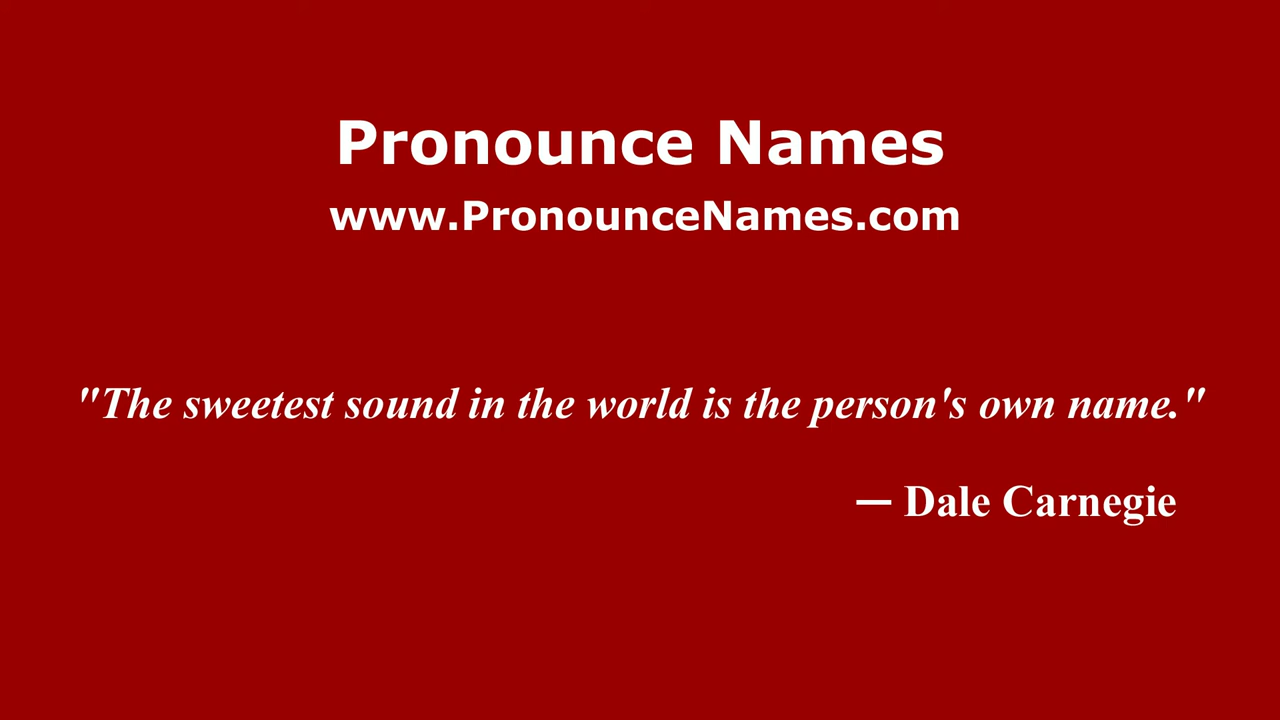 Pronounce Names
www.PronounceNames.com
"The sweetest sound in the world is the person's own name."
— Dale Carnegie